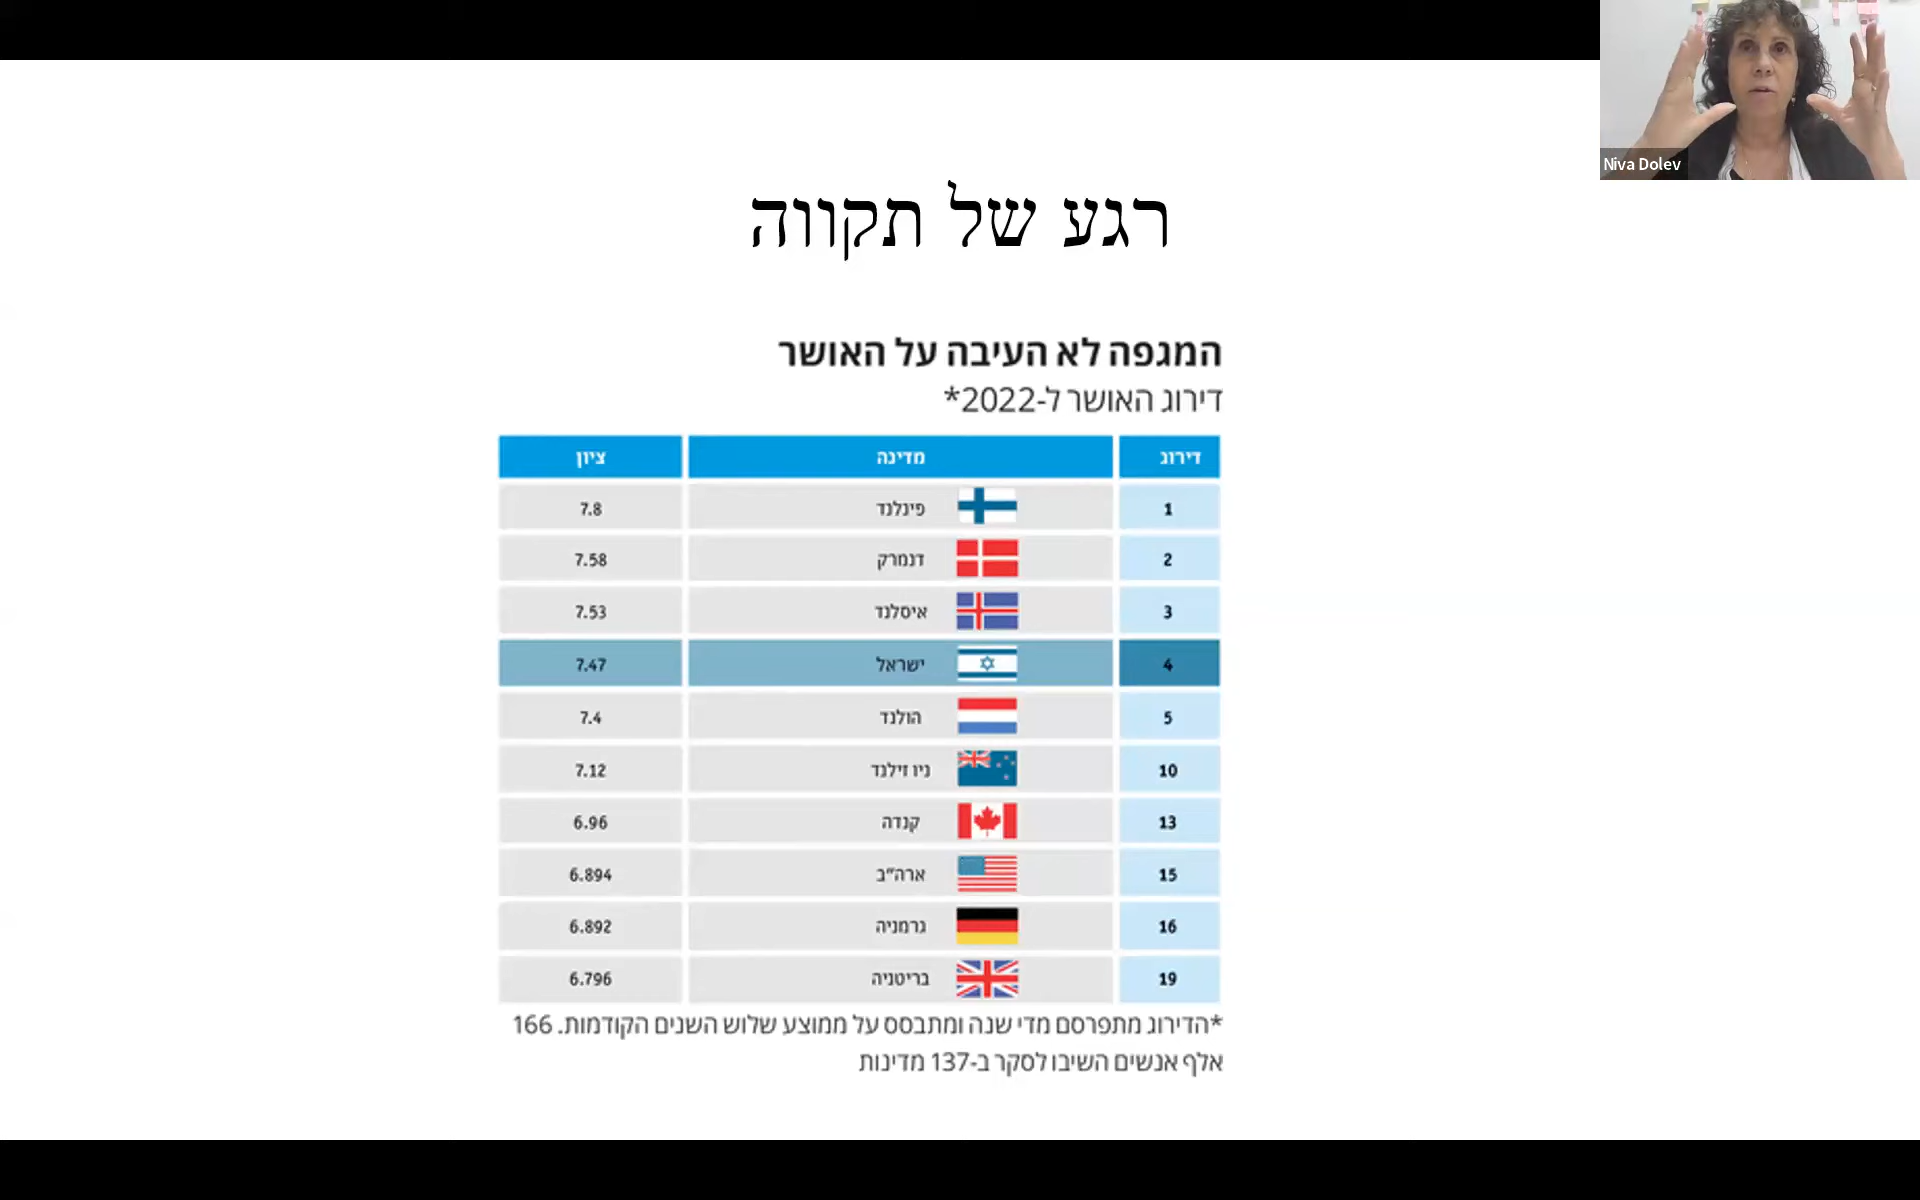 Niva Dolev
רגע של תקווה
המגפה לא העיבה על האושר
דירוג האושר ל-2022*
דירוג מדינה ציון
1 פינלנד 7.8
2 דנמרק 7.58
3 איסלנד 7.53
4 ישראל 7.47
5 הולנד 7.4
10 ניו זילנד 7.12
13 קנדה 6.96
15 ארה"ב 6.894
16 גרמניה 6.892
19 בריטניה 6.796
*הדירוג מתפרסם מדי שנה ומתבסס על ממוצע שלוש השנים הקודמות. 166
אלף אנשים השיבו לסקר ב-137 מדינות